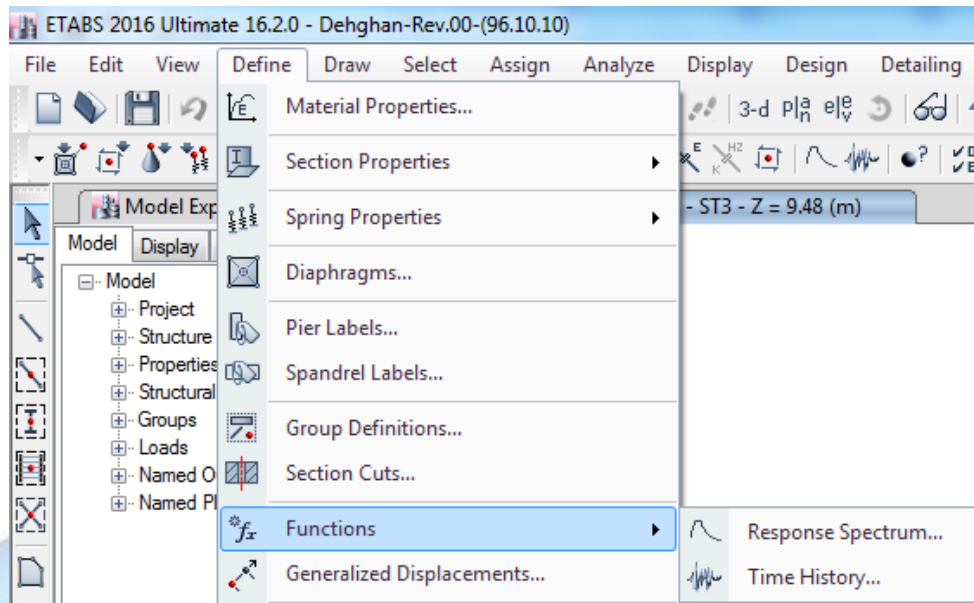 ETABS 2016 Ultimate 16.2.0 - Dehghan-Rev.00-(96.10.10)
File Edit View Define Draw Select Assign Analyze Display Design Detailing
Material Properties...
3-d
Section Properties
Model Exp
- ST3 - Z = 9.48 (m)
Spring Properties
Model Display
Diaphragms...
Model
Project
Structure
Properties
Structural
Groups
Loads
Named O
Named Pl
Pier Labels...
Spandrel Labels...
Group Definitions...
Section Cuts...
Functions
Response Spectrum...
Generalized Displacements...
Time History...